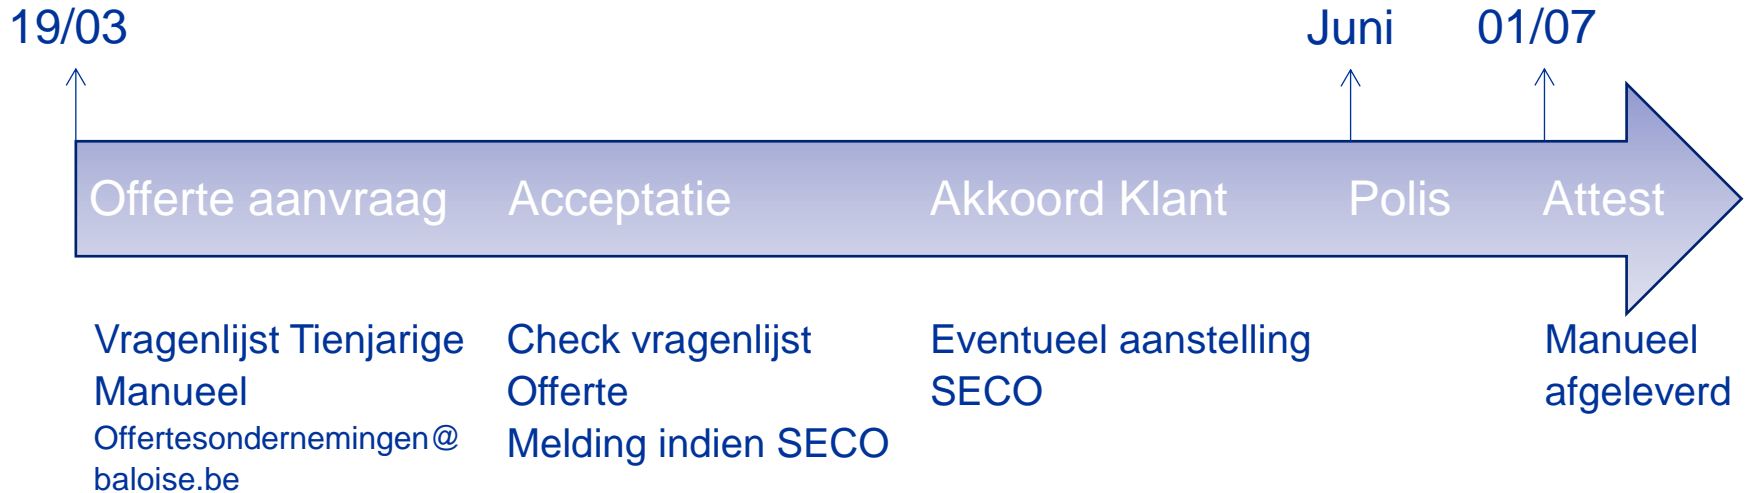 19/03
Juni
01/07
Offerte aanvraag
Acceptatie
Akkoord Klant
Polis
Attest
Vragenlijst Tienjarige
Manueel
Offertesondernemingen@
baloise.be
Check vragenlijst
Offerte
Melding indien SECO
Eventueel aanstelling
SECO
Manueel
afgeleverd